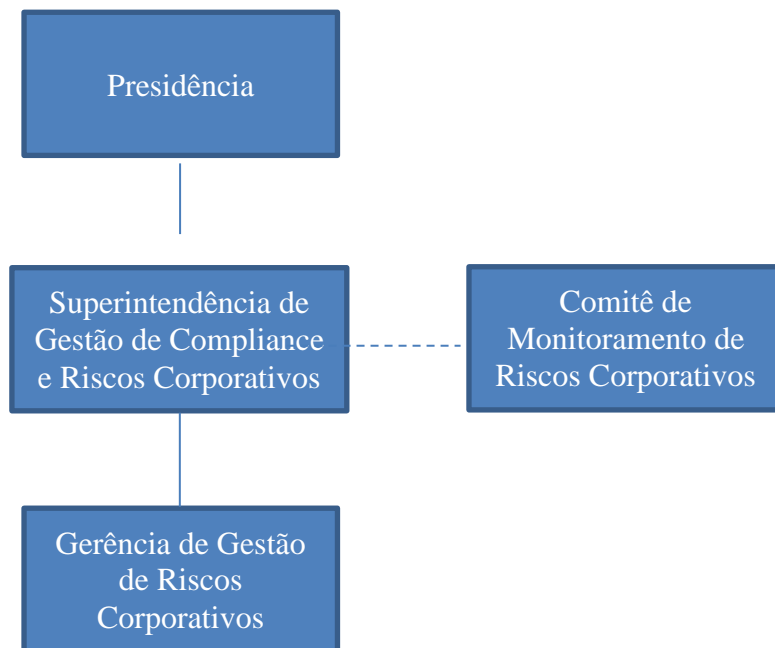 Presidência
Superintendência de
Gestão de Compliance
e Riscos Corporativos
Comitê de
Monitoramento de
Riscos Corporativos
Gerência de Gestão
de Riscos
Corporativos